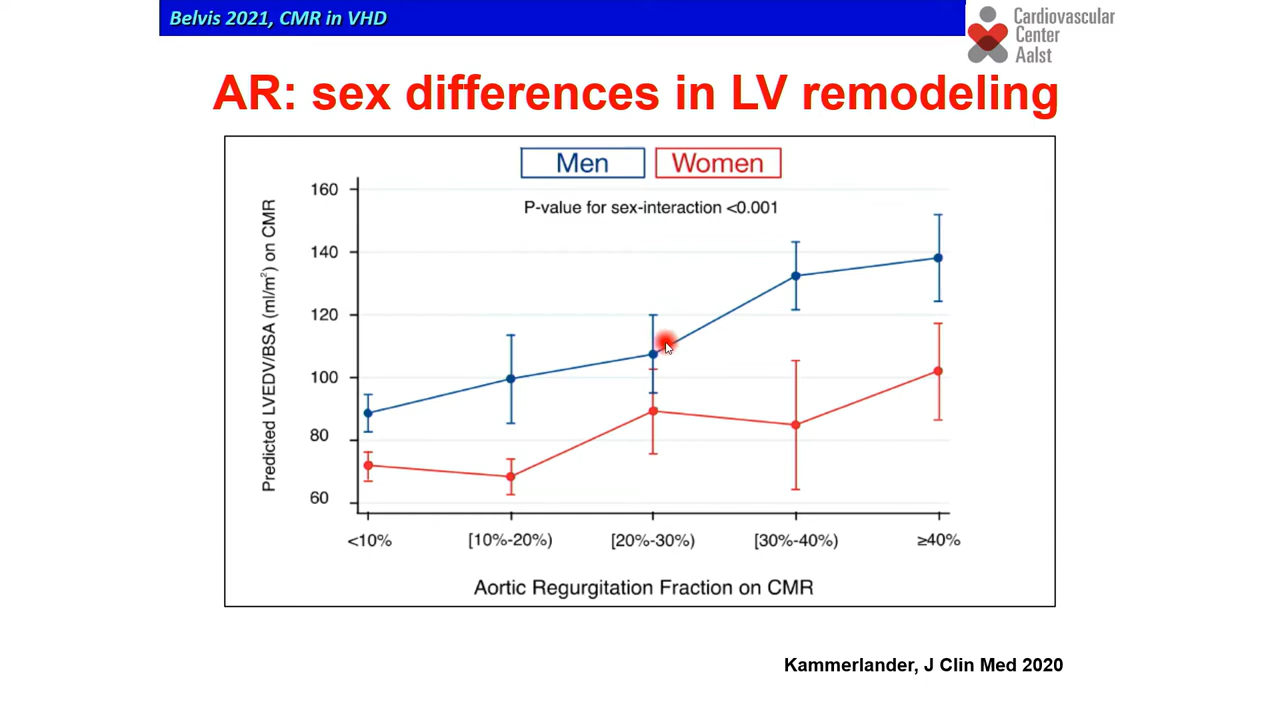 Belvis 2021, CMR in VHD
Cardiovascular
Center
Aalst
AR: sex differences in LV remodeling
Men
Women
P-value for sex-interaction <0.001
Predicted LVEDV/BSA (ml/m²) on CMR
160
140
120
100
80
60
<10%
[10%-20%)
[20%-30%)
[30%-40%)
≥40%
Aortic Regurgitation Fraction on CMR
Kammerlander, J Clin Med 2020